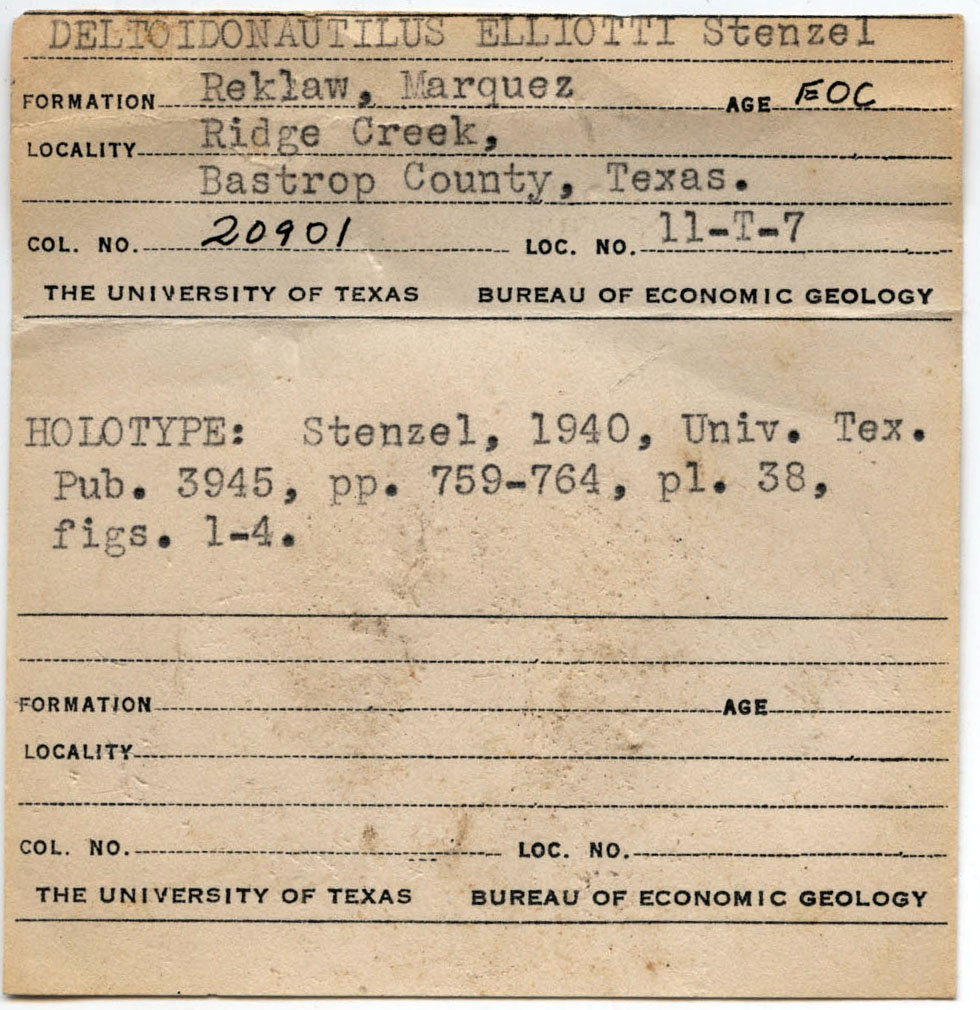 DELTOIDONAUTILUS ELLIOTTI Stenzel
FORMATION Reklaw, Marquez AGE EOC
LOCALITY Ridge Creek,
Bastrop County, Texas.
COL. NO. 20901 LOC. NO. 11-T-7
THE UNIVERSITY OF TEXAS BUREAU OF ECONOMIC GEOLOGY
HOLOTYPE: Stenzel, 1940, Univ. Tex.
Pub. 3945, pp. 759-764, pl. 38,
figs. 1-4.
FORMATION AGE
LOCALITY
COL. NO. LOC. NO.
THE UNIVERSITY OF TEXAS BUREAU OF ECONOMIC GEOLOGY